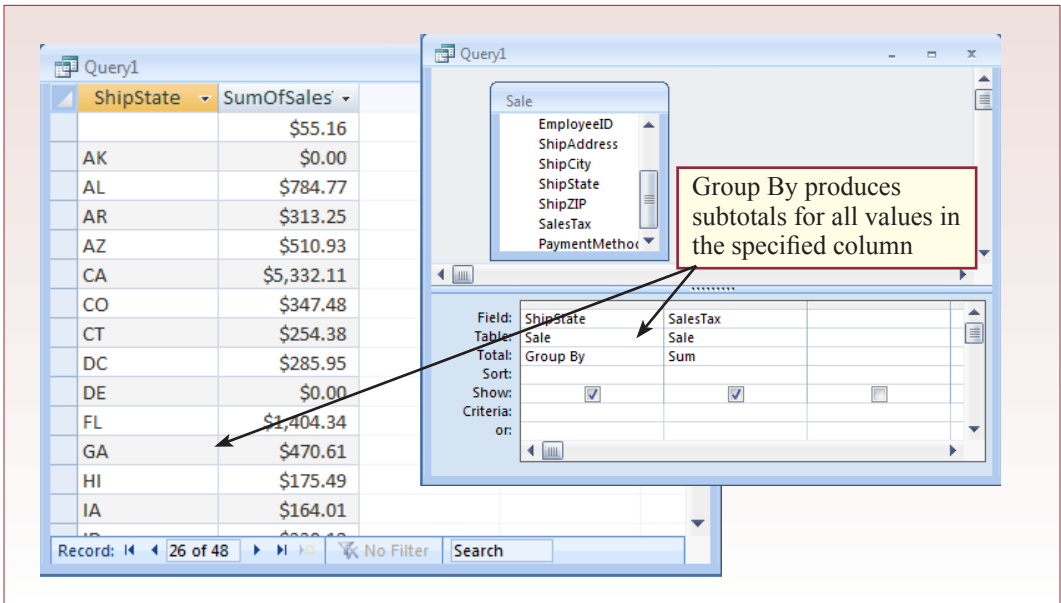 Query1
ShipState SumOfSales
$55.16
AK $0.00
AL $784.77
AR $313.25
AZ $510.93
CA $5,332.11
CO $347.48
CT $254.38
DC $285.95
DE $0.00
FL $1,404.34
GA $470.61
HI $175.49
IA $164.01
Record: 26 of 48 No Filter Search
Query1
Sale
EmployeeID
ShipAddress
ShipCity
ShipState
ShipZIP
SalesTax
PaymentMethod
Group By produces
subtotals for all values in
the specified column
Field: ShipState SalesTax
Table: Sale Sale
Total: Group By Sum
Sort:
Show:
Criteria:
or: